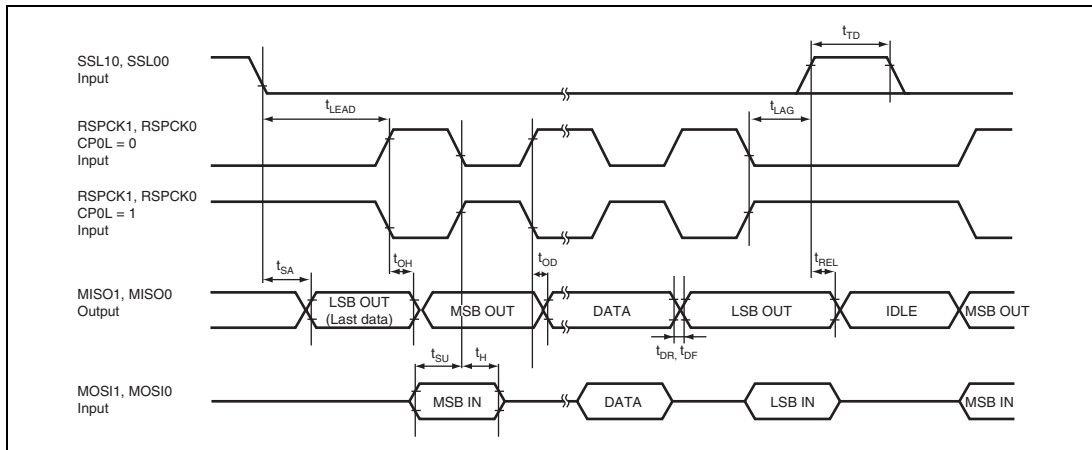 SSL10, SSL00
Input
tTD
tLEAD
tLAG
RSPCK1, RSPCK0
CP0L = 0
Input
RSPCK1, RSPCK0
CP0L = 1
Input
tSA
tOH
tOD
tREL
MISO1, MISO0
Output
LSB OUT
(Last data)
MSB OUT
DATA
LSB OUT
IDLE
MSB OUT
tDR, tDF
tSU
tH
MOSI1, MOSI0
Input
MSB IN
DATA
LSB IN
MSB IN